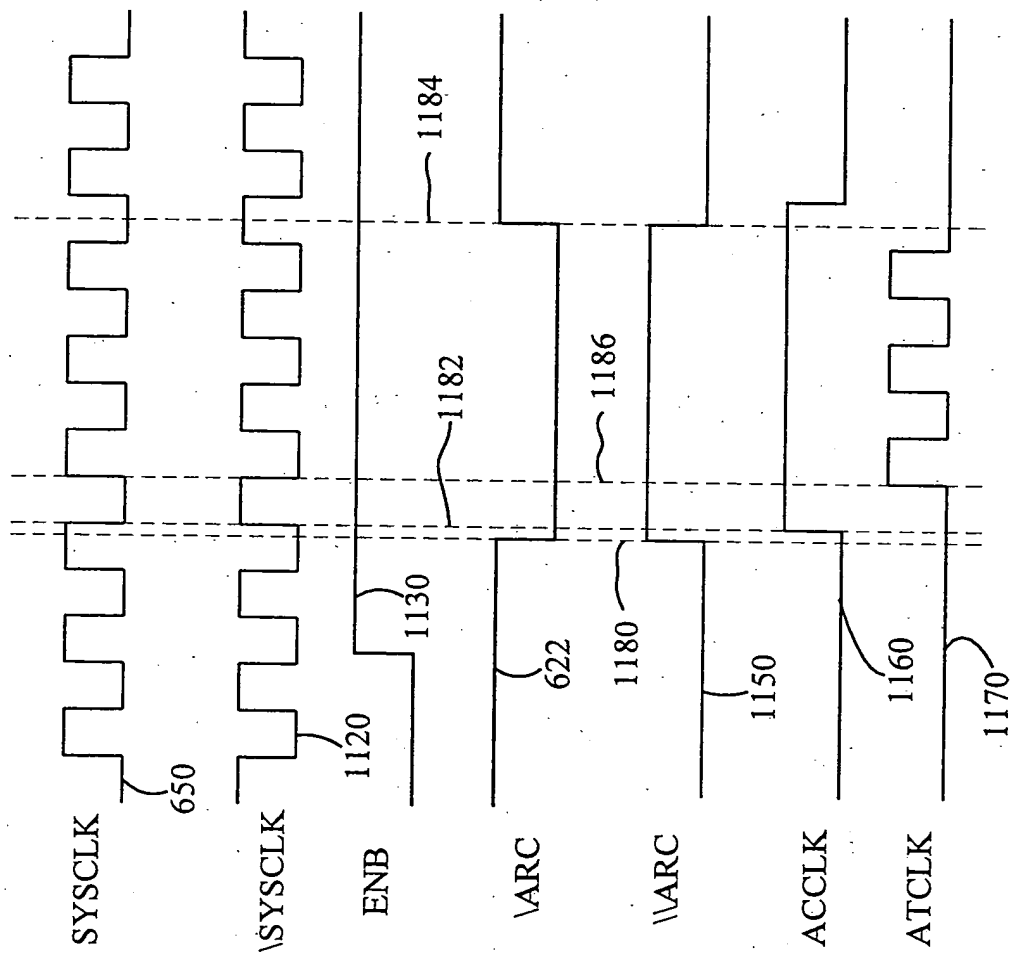 SYSCLK
650
\SYSCLK
1120
ENB
1130
\ARC
622
1182
1184
\\ARC
1150
1180
1186
ACCLK
1160
ATCLK
1170